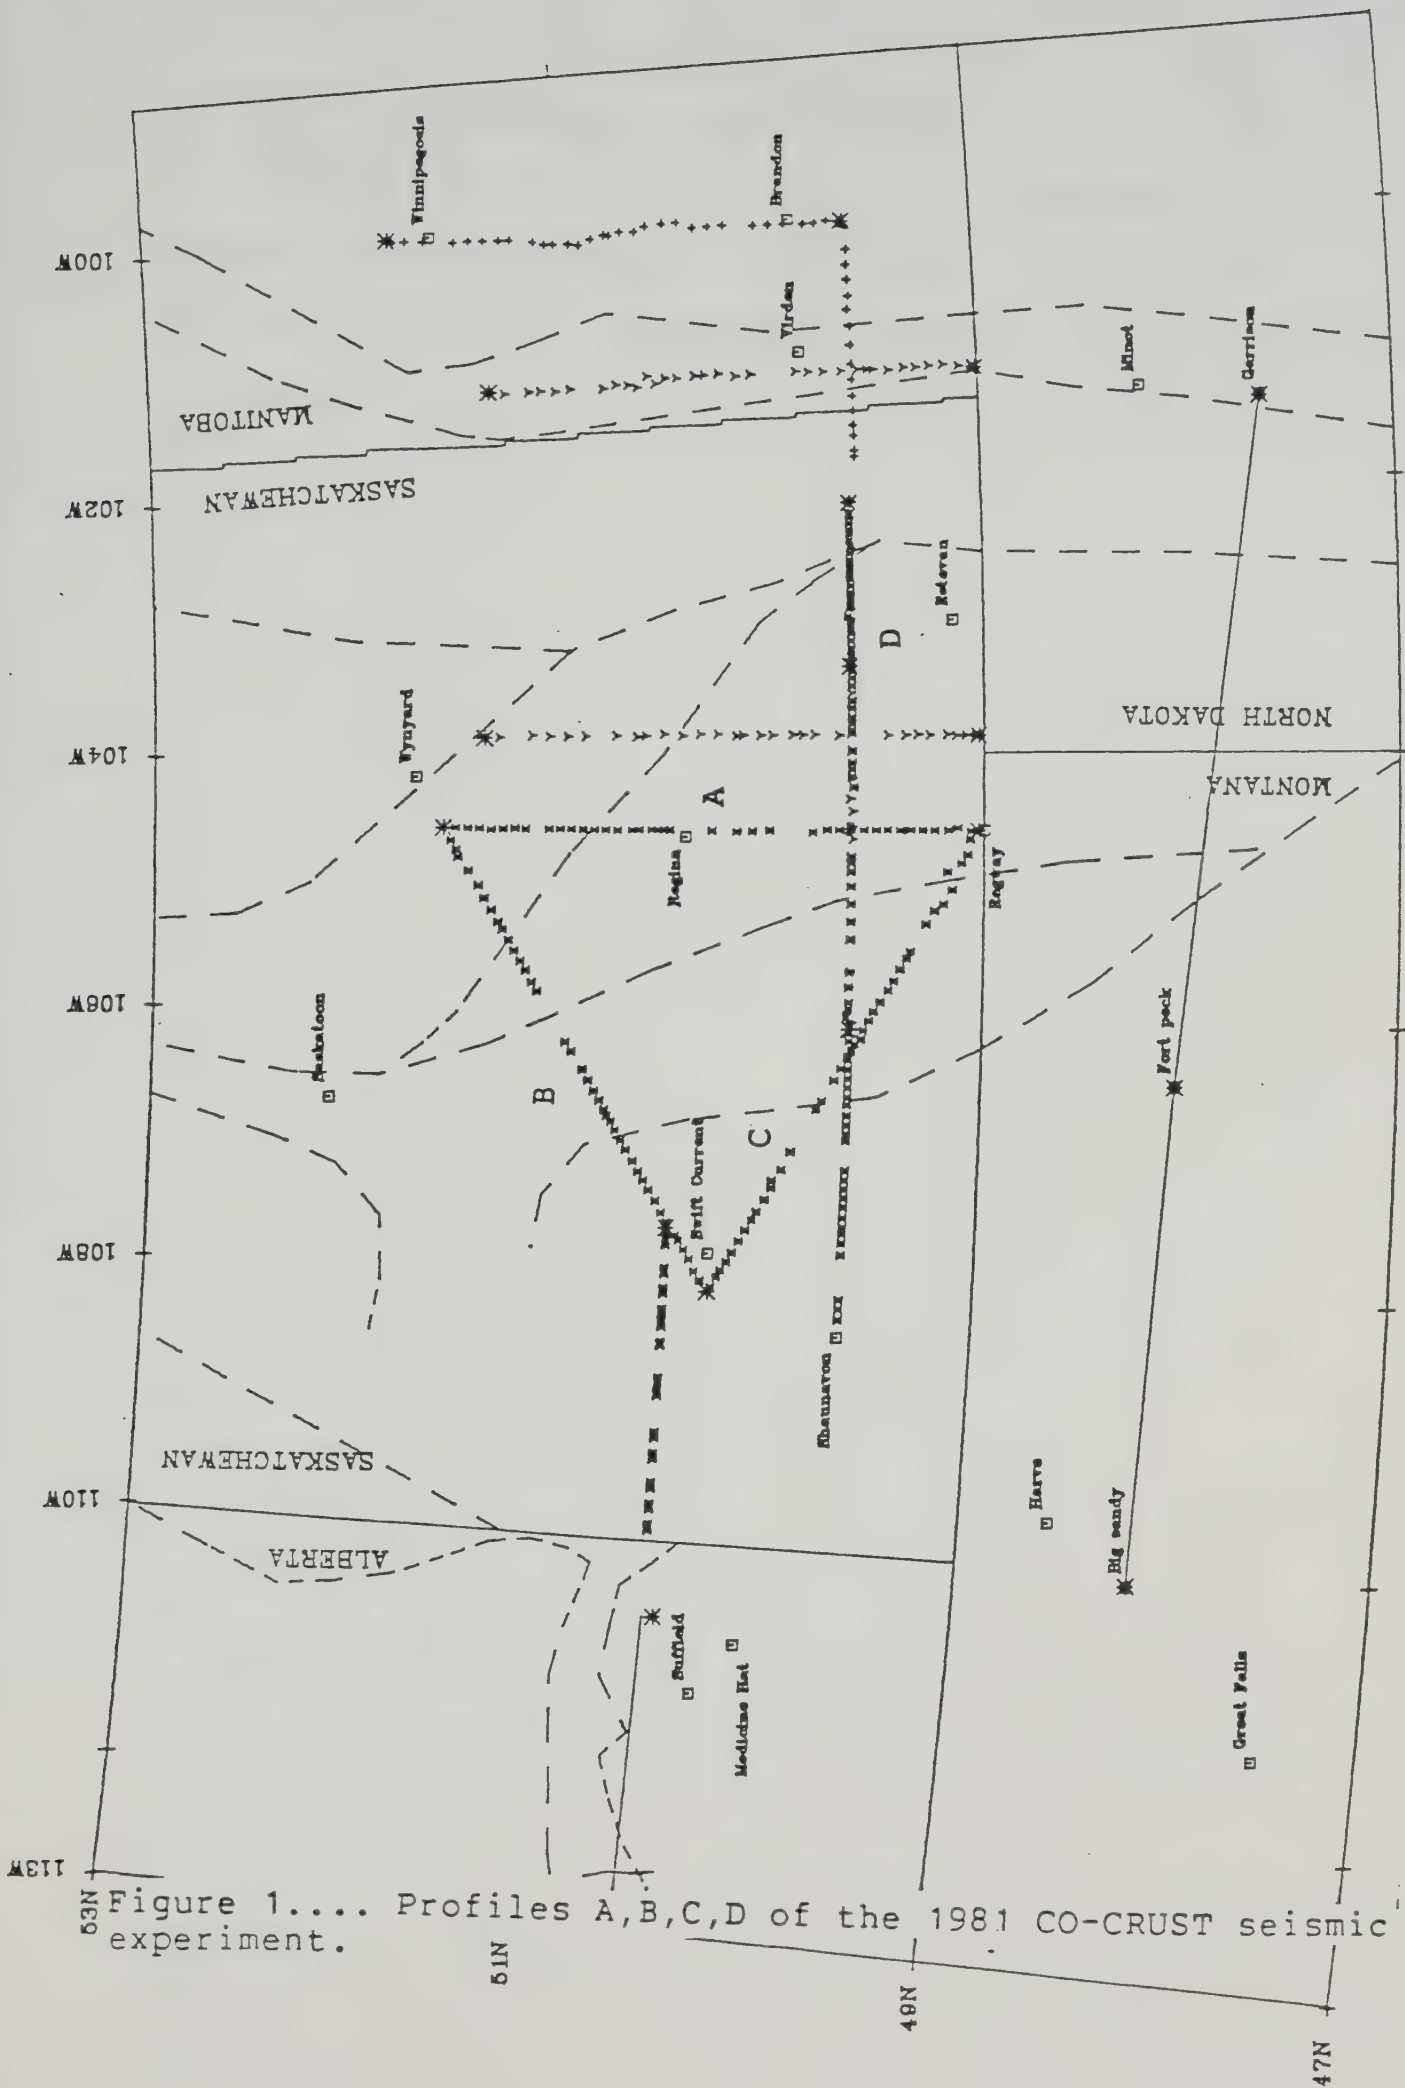 100W
102W
104W
106W
108W
110W
113W
53N
51N
49N
47N
MANITOBA
SASKATCHEWAN
SASKATCHEWAN
ALBERTA
NORTH DAKOTA
MONTANA
Winnipegosis
Brandon
Virden
Minot
Garrison
Estevan
Wynyard
Regina
Regway
Saskatoon
Swift Current
Fort peck
Shaunavon
Harve
Big sandy
Suffield
Medicine Hat
Great Falls
A
B
C
D
Figure 1.... Profiles A,B,C,D of the 1981 CO-CRUST seismic
experiment.